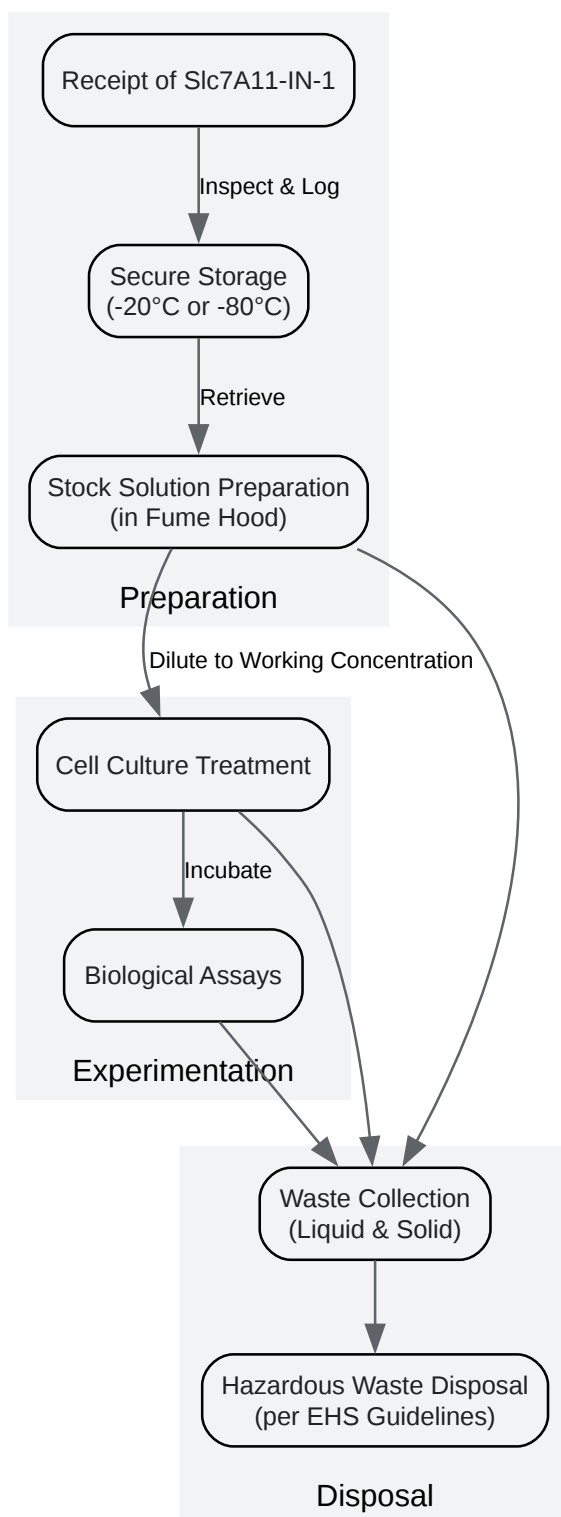 Receipt of Slc7A11-IN-1
Inspect & Log
Secure Storage
(-20°C or -80°C)
Retrieve
Stock Solution Preparation
(in Fume Hood)
Preparation
Dilute to Working Concentration
Cell Culture Treatment
Incubate
Biological Assays
Experimentation
Waste Collection
(Liquid & Solid)
Hazardous Waste Disposal
(per EHS Guidelines)
Disposal